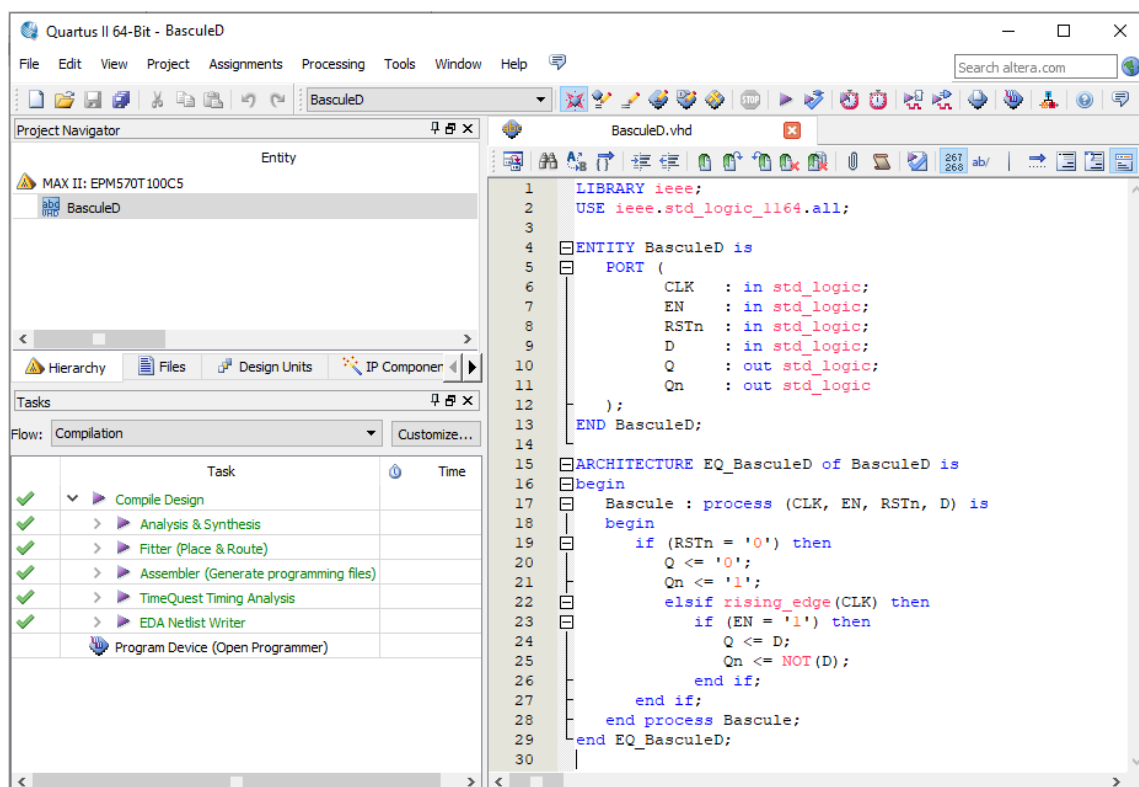 Quartus II 64-Bit - BasculeD
File Edit View Project Assignments Processing Tools Window Help
Search altera.com
BasculeD
STOP
Project Navigator
Entity
MAX II: EPM570T100C5
abd VHD BasculeD
Hierarchy Files Design Units IP Componen
Tasks
Flow: Compilation Customize...
Task Time
Compile Design
Analysis & Synthesis
Fitter (Place & Route)
Assembler (Generate programming files)
TimeQuest Timing Analysis
EDA Netlist Writer
Program Device (Open Programmer)
abd BasculeD.vhd
267 268 ab/
1 LIBRARY ieee;
2 USE ieee.std_logic_1164.all;
3
4 ENTITY BasculeD is
5 PORT (
6 CLK : in std_logic;
7 EN : in std_logic;
8 RSTn : in std_logic;
9 D : in std_logic;
10 Q : out std_logic;
11 Qn : out std_logic
12 );
13 END BasculeD;
14
15 ARCHITECTURE EQ_BasculeD of BasculeD is
16 begin
17 Bascule : process (CLK, EN, RSTn, D) is
18 begin
19 if (RSTn = '0') then
20 Q <= '0';
21 Qn <= '1';
22 elsif rising_edge(CLK) then
23 if (EN = '1') then
24 Q <= D;
25 Qn <= NOT(D);
26 end if;
27 end if;
28 end process Bascule;
29 end EQ_BasculeD;
30